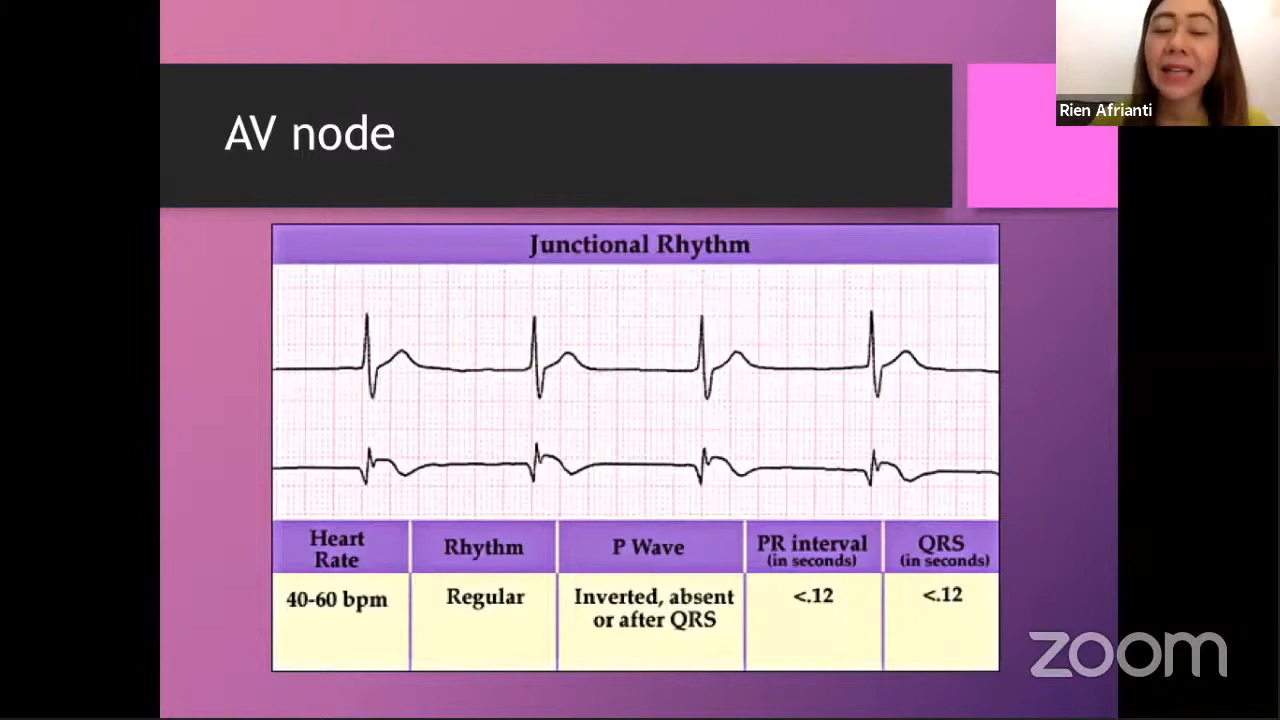 Rien Afrianti
AV node
Junctional Rhythm
Heart
Rate
Rhythm
P Wave
PR interval
(in seconds)
QRS
(in seconds)
40-60 bpm
Regular
Inverted, absent
or after QRS
<.12
<.12
zoom